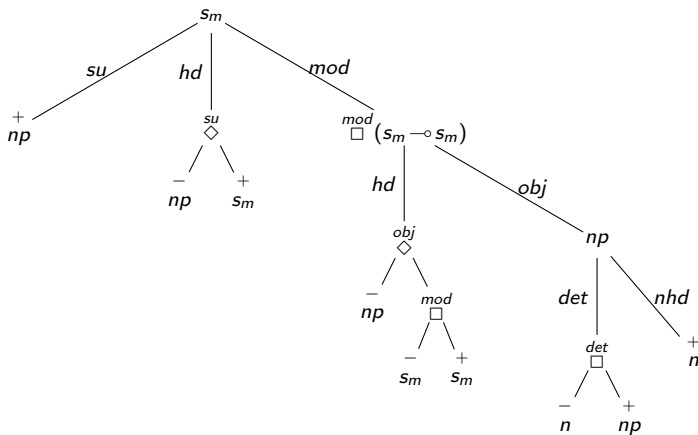 s_m
su hd mod
+ su mod
np ◇ □ (s_m ⊸ s_m)
− + hd obj
np s_m
obj np
◇
− mod det nhd
np □ +
n
− + det
s_m s_m □
− +
n np